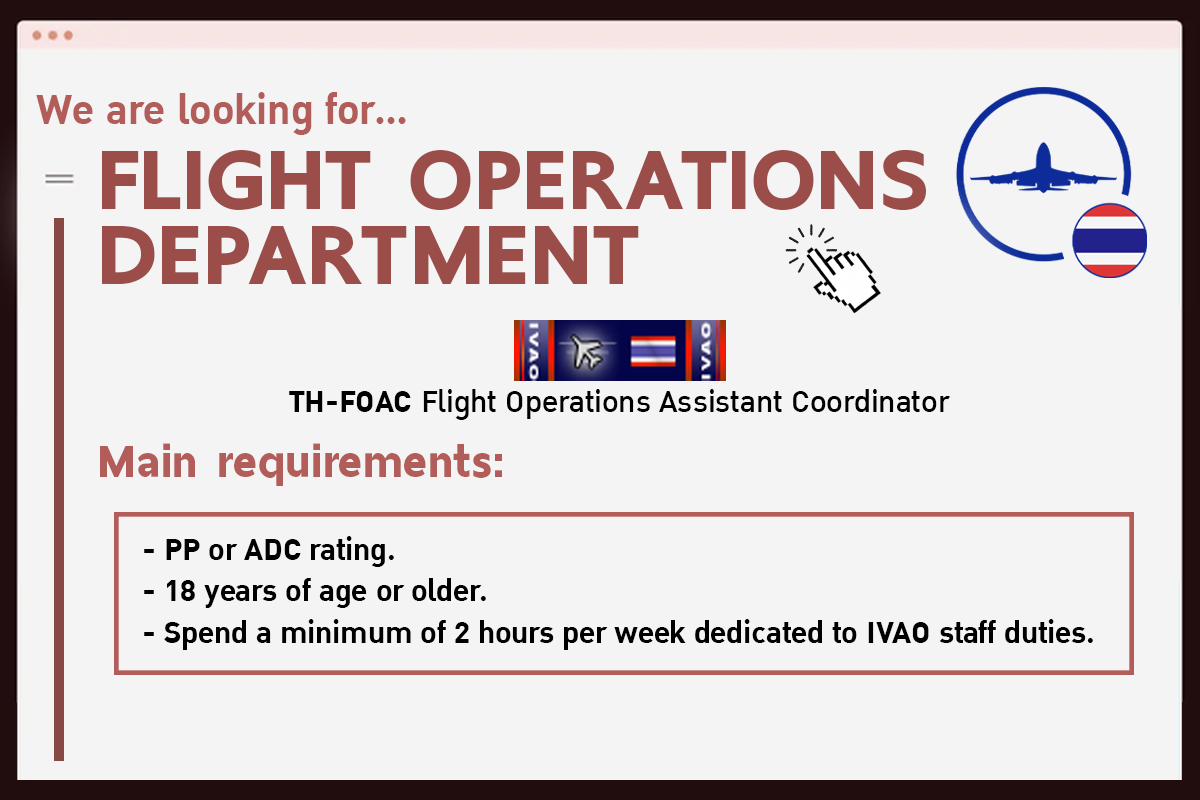 We are looking for...
FLIGHT OPERATIONS
DEPARTMENT
IVAO IVAO
TH-FOAC Flight Operations Assistant Coordinator
Main requirements:
- PP or ADC rating.
- 18 years of age or older.
- Spend a minimum of 2 hours per week dedicated to IVAO staff duties.